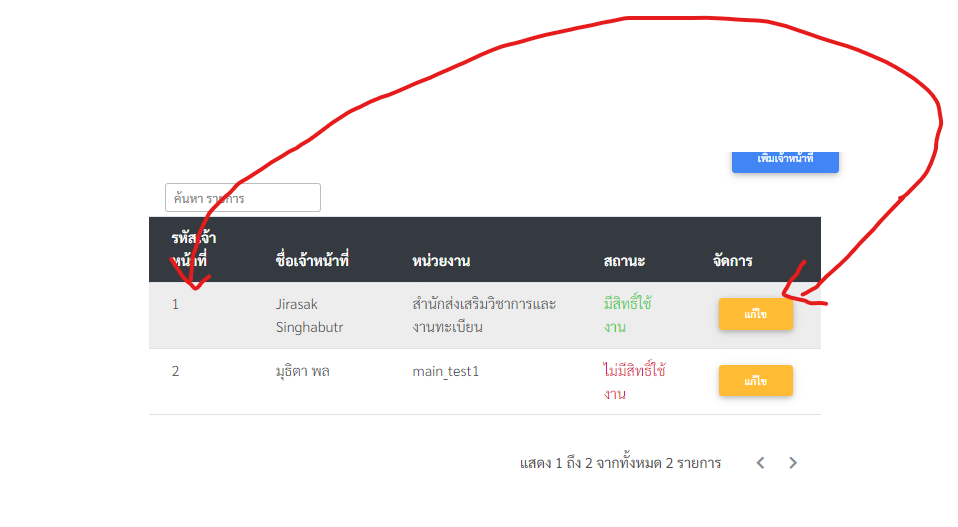 เพิ่มเจ้าหน้าที่
ค้นหา รายการ
รหัสเจ้า
หน้าที่
ชื่อเจ้าหน้าที่
หน่วยงาน
สถานะ
จัดการ
1
Jirasak
Singhabutr
สำนักส่งเสริมวิชาการและ
งานทะเบียน
มีสิทธิ์ใช้
งาน
แก้ไข
2
มุธิตา พล
main_test1
ไม่มีสิทธิ์ใช้
งาน
แก้ไข
แสดง 1 ถึง 2 จากทั้งหมด 2 รายการ